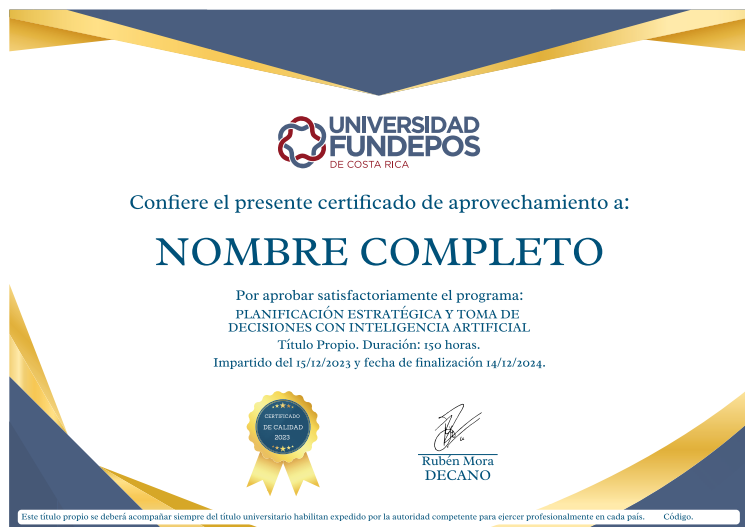 UNIVERSIDAD
FUNDEPOS
DE COSTA RICA
Confiere el presente certificado de aprovechamiento a:
NOMBRE COMPLETO
Por aprobar satisfactoriamente el programa:
PLANIFICACIÓN ESTRATÉGICA Y TOMA DE
DECISIONES CON INTELIGENCIA ARTIFICIAL
Título Propio. Duración: 150 horas.
Impartido del 15/12/2023 y fecha de finalización 14/12/2024.
CERTIFICADO
DE CALIDAD
2023
Rubén Mora
DECANO
Este título propio se deberá acompañar siempre del título universitario habilitan expedido por la autoridad competente para ejercer profesionalmente en cada país. Código.